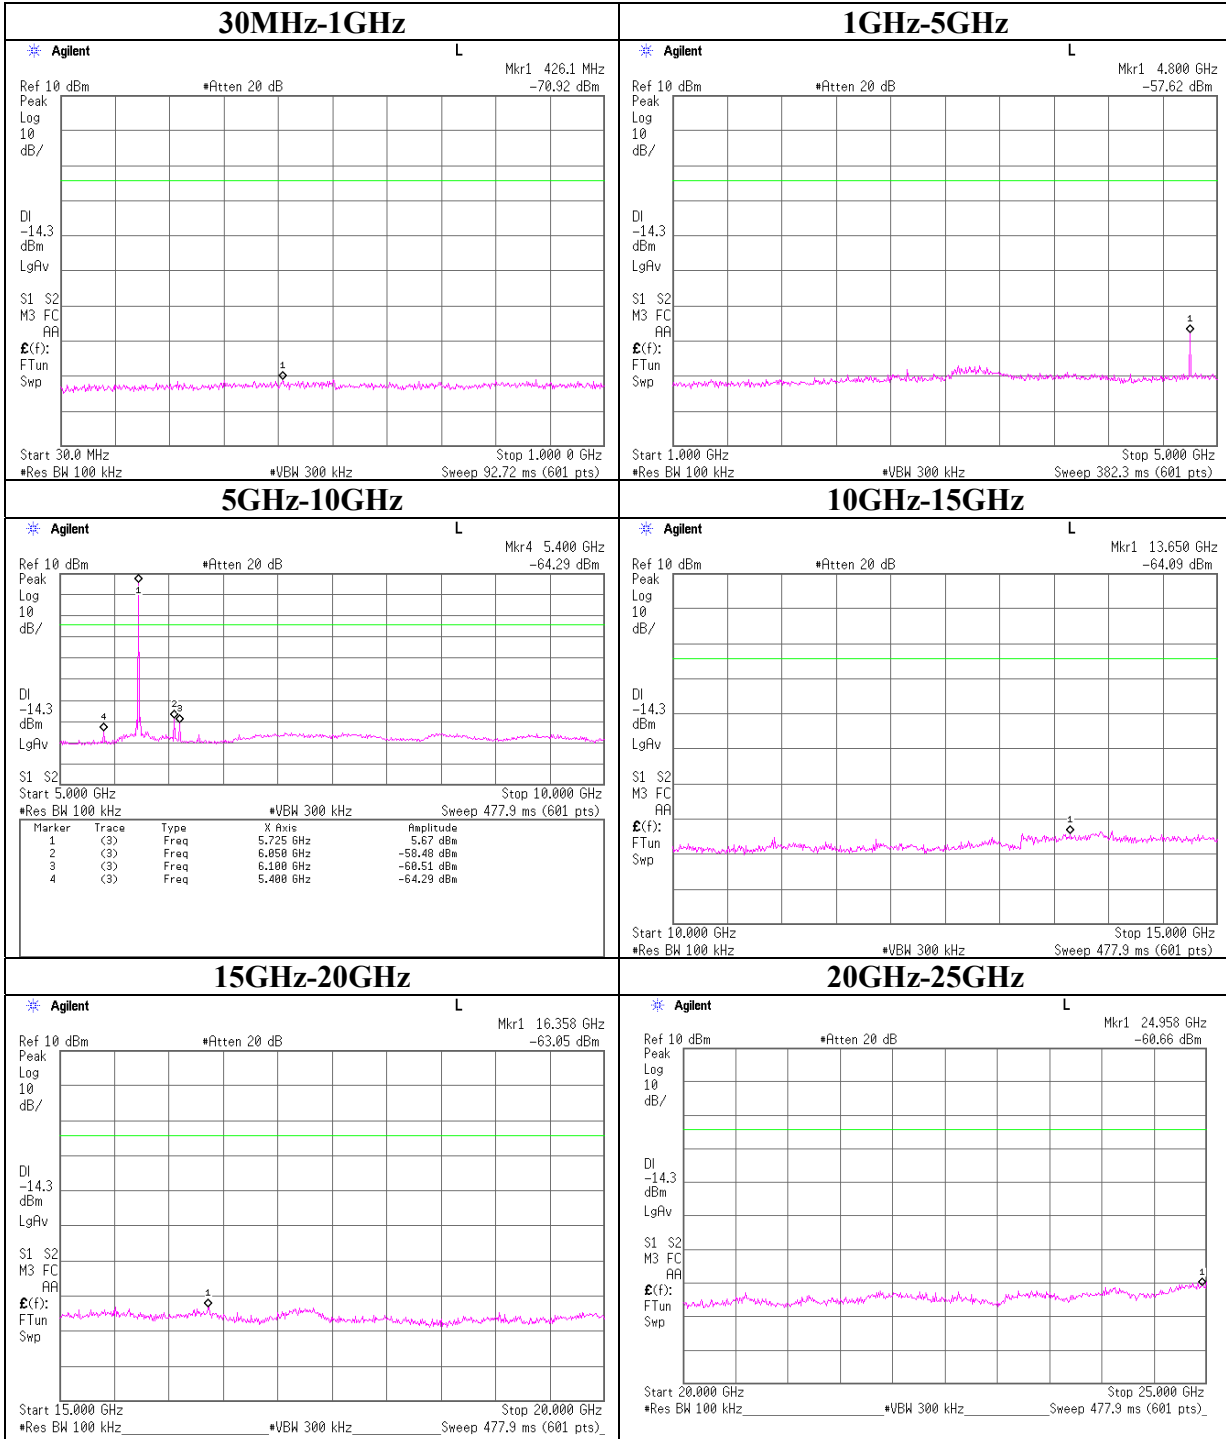 30MHz-1GHz
Agilent L
Mkr1 426.1 MHz
Ref 10 dBm #Atten 20 dB -70.92 dBm
Peak
Log
10
dB/
DI
-14.3
dBm
LgAv
S1 S2
M3 FC
AA
£(f):
FTun
Swp
1
Start 30.0 MHz Stop 1.000 0 GHz
#Res BW 100 kHz #VBW 300 kHz Sweep 92.72 ms (601 pts)
1GHz-5GHz
Agilent L
Mkr1 4.800 GHz
Ref 10 dBm #Atten 20 dB -57.62 dBm
Peak
Log
10
dB/
DI
-14.3
dBm
LgAv
S1 S2
M3 FC
AA
£(f):
FTun
Swp
1
Start 1.000 GHz Stop 5.000 GHz
#Res BW 100 kHz #VBW 300 kHz Sweep 382.3 ms (601 pts)
5GHz-10GHz
Agilent L
Mkr4 5.400 GHz
Ref 10 dBm #Atten 20 dB -64.29 dBm
Peak
Log
10
dB/
DI
-14.3
dBm
LgAv
S1 S2
1
4
2
3
Start 5.000 GHz Stop 10.000 GHz
#Res BW 100 kHz #VBW 300 kHz Sweep 477.9 ms (601 pts)
Marker Trace Type X Axis Amplitude
1 (3) Freq 5.725 GHz 5.67 dBm
2 (3) Freq 6.050 GHz -58.48 dBm
3 (3) Freq 6.100 GHz -60.51 dBm
4 (3) Freq 5.400 GHz -64.29 dBm
10GHz-15GHz
Agilent L
Mkr1 13.650 GHz
Ref 10 dBm #Atten 20 dB -64.09 dBm
Peak
Log
10
dB/
DI
-14.3
dBm
LgAv
S1 S2
M3 FC
AA
£(f):
FTun
Swp
1
Start 10.000 GHz Stop 15.000 GHz
#Res BW 100 kHz #VBW 300 kHz Sweep 477.9 ms (601 pts)
15GHz-20GHz
Agilent L
Mkr1 16.358 GHz
Ref 10 dBm #Atten 20 dB -63.05 dBm
Peak
Log
10
dB/
DI
-14.3
dBm
LgAv
S1 S2
M3 FC
AA
£(f):
FTun
Swp
1
Start 15.000 GHz Stop 20.000 GHz
#Res BW 100 kHz #VBW 300 kHz Sweep 477.9 ms (601 pts)
20GHz-25GHz
Agilent L
Mkr1 24.958 GHz
Ref 10 dBm #Atten 20 dB -60.66 dBm
Peak
Log
10
dB/
DI
-14.3
dBm
LgAv
S1 S2
M3 FC
AA
£(f):
FTun
Swp
1
Start 20.000 GHz Stop 25.000 GHz
#Res BW 100 kHz #VBW 300 kHz Sweep 477.9 ms (601 pts)